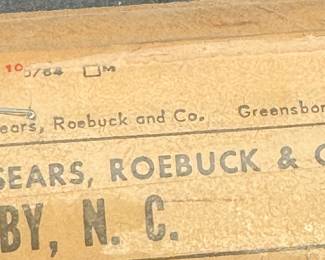 10/64 □M
ears, Roebuck and Co. Greensbor
SEARS, ROEBUCK & C
BY, N. C.